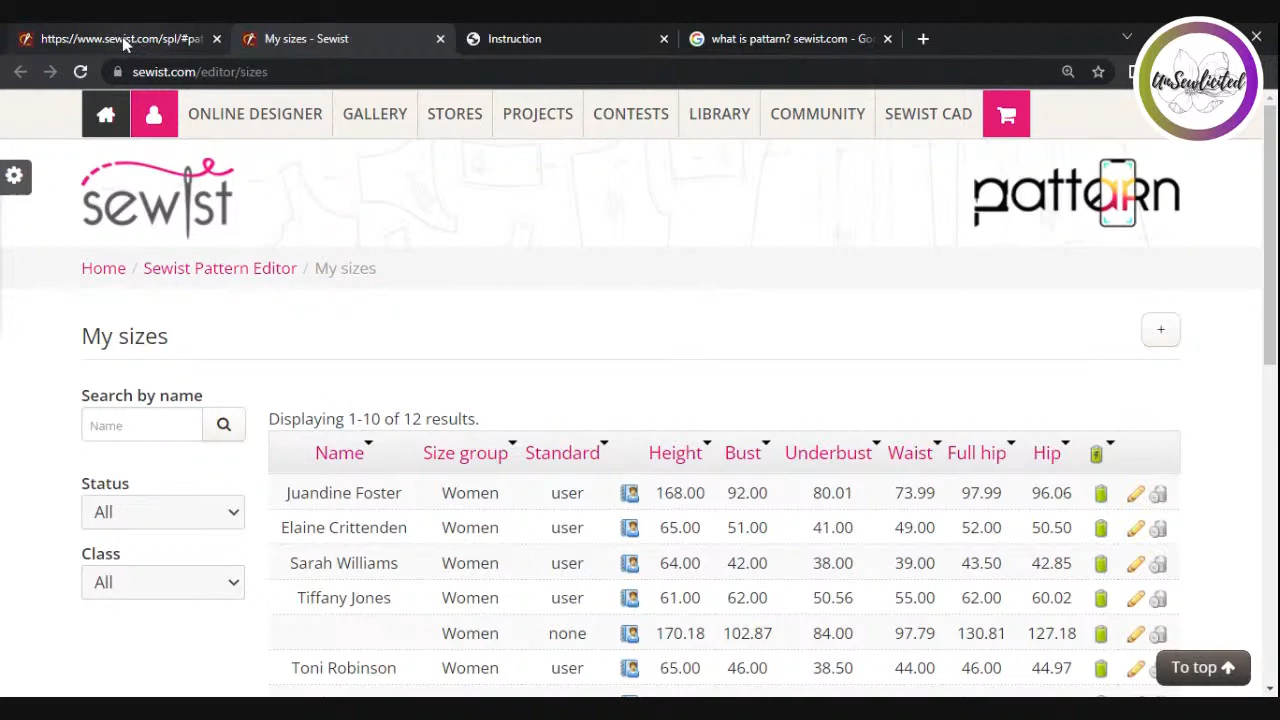 https://www.sewist.com/spl/#pa
My sizes - Sewist
Instruction
what is pattarn? sewist.com - Go
sewist.com/editor/sizes
UnSewlicited
ONLINE DESIGNER GALLERY STORES PROJECTS CONTESTS LIBRARY COMMUNITY SEWIST CAD
sewist
pattarn
Home / Sewist Pattern Editor / My sizes
My sizes
+
Search by name
Name
Status
All
Class
All
Displaying 1-10 of 12 results.
Name Size group Standard Height Bust Underbust Waist Full hip Hip
Juandine Foster Women user 168.00 92.00 80.01 73.99 97.99 96.06
Elaine Crittenden Women user 65.00 51.00 41.00 49.00 52.00 50.50
Sarah Williams Women user 64.00 42.00 38.00 39.00 43.50 42.85
Tiffany Jones Women user 61.00 62.00 50.56 55.00 62.00 60.02
Women none 170.18 102.87 84.00 97.79 130.81 127.18
Toni Robinson Women user 65.00 46.00 38.50 44.00 46.00 44.97
To top